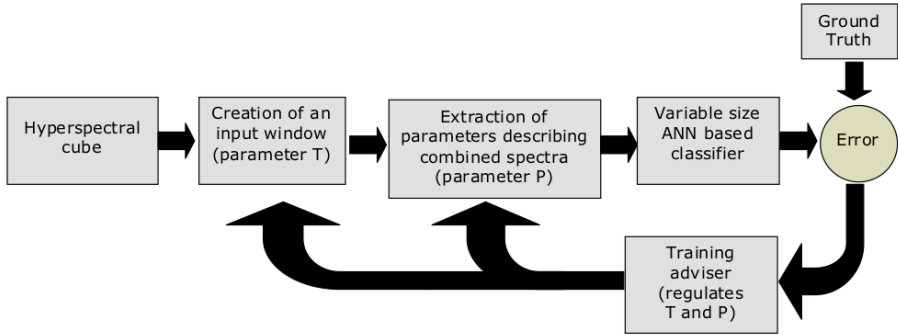 Ground
Truth
Hyperspectral
cube
Creation of an
input window
(parameter T)
Extraction of
parameters describing
combined spectra
(parameter P)
Variable size
ANN based
classifier
Error
Training
adviser
(regulates
T and P)